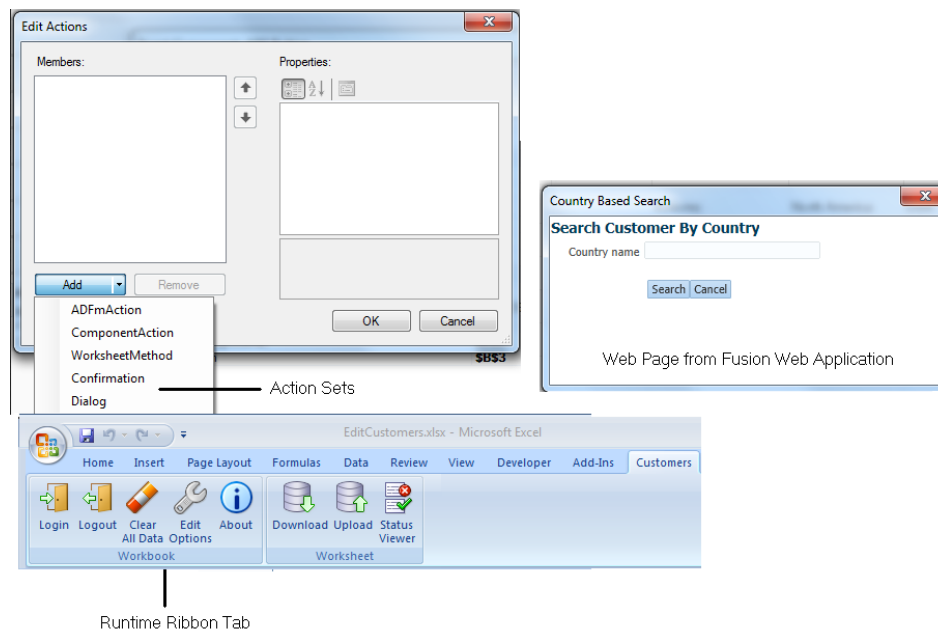 Edit Actions
Members:
Properties:
Add
Remove
ADFmAction
ComponentAction
WorksheetMethod
Confirmation
Dialog
OK
Cancel
$B$3
Action Sets
Country Based Search
Search Customer By Country
Country name
Search Cancel
Web Page from Fusion Web Application
EditCustomers.xlsx - Microsoft Excel
Home Insert Page Layout Formulas Data Review View Developer Add-Ins Customers
Login Logout Clear All Data Edit Options About Download Upload Status Viewer
Workbook Worksheet
Runtime Ribbon Tab